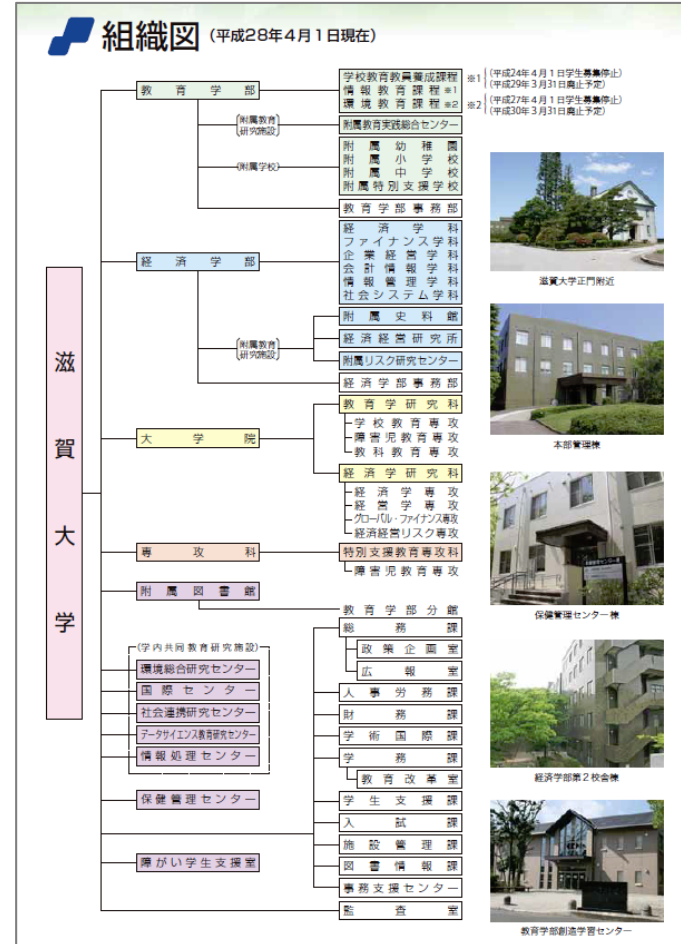 組織図 (平成28年4月1日現在)
滋賀大学
教育学部
学校教育教員養成課程
情報教育課程※1
環境教育課程※2
※1 (平成24年4月1日学生募集停止)
(平成29年3月31日廃止予定)
※2 (平成27年4月1日学生募集停止)
(平成30年3月31日廃止予定)
(附属教育
研究施設)
附属教育実践総合センター
(附属学校)
附属幼稚園
附属小学校
附属中学校
附属特別支援学校
教育学部事務部
経済学部
経済学科
ファイナンス学科
企業経営学科
会計情報学科
情報管理学科
社会システム学科
(附属教育
研究施設)
附属史料館
経済経営研究所
附属リスク研究センター
経済学部事務部
大学院
教育学研究科
学校教育専攻
障害児教育専攻
教科教育専攻
経済学研究科
経済学専攻
経営学専攻
グローバル・ファイナンス専攻
経済経営リスク専攻
専攻科
特別支援教育専攻科
障害児教育専攻
附属図書館
教育学部分館
(学内共同教育研究施設)
環境総合研究センター
国際センター
社会連携研究センター
データサイエンス教育研究センター
情報処理センター
保健管理センター
障がい学生支援室
総務課
政策企画室
広報室
人事労務課
財務課
学術国際課
学務課
教育改革室
学生支援課
入試課
施設管理課
図書情報課
事務支援センター
監査室
滋賀大学正門附近
本部管理棟
保健管理センター棟
経済学部第2校舎棟
教育学部創造学習センター